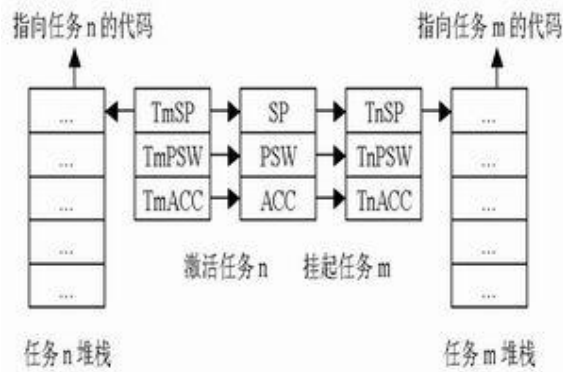 指向任务n的代码
指向任务m的代码
... TmSP SP TnSP ...
... TmPSW PSW TnPSW ...
... TmACC ACC TnACC ...
... 激活任务n 挂起任务m ...
... ...
任务n堆栈
任务m堆栈